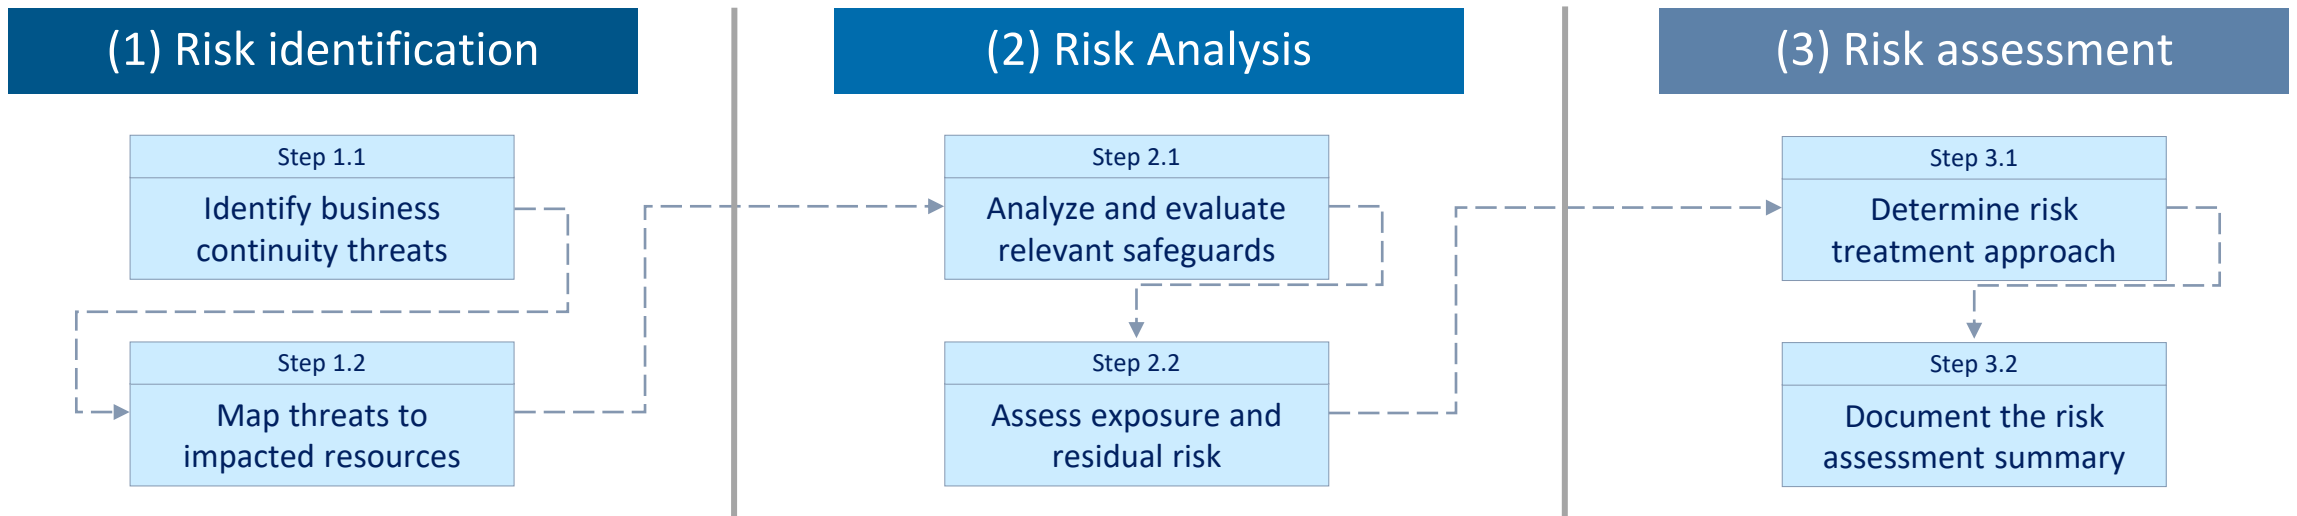 (1) Risk identification
Step 1.1
Identify business
continuity threats
Step 1.2
Map threats to
impacted resources
(2) Risk Analysis
Step 2.1
Analyze and evaluate
relevant safeguards
Step 2.2
Assess exposure and
residual risk
(3) Risk assessment
Step 3.1
Determine risk
treatment approach
Step 3.2
Document the risk
assessment summary